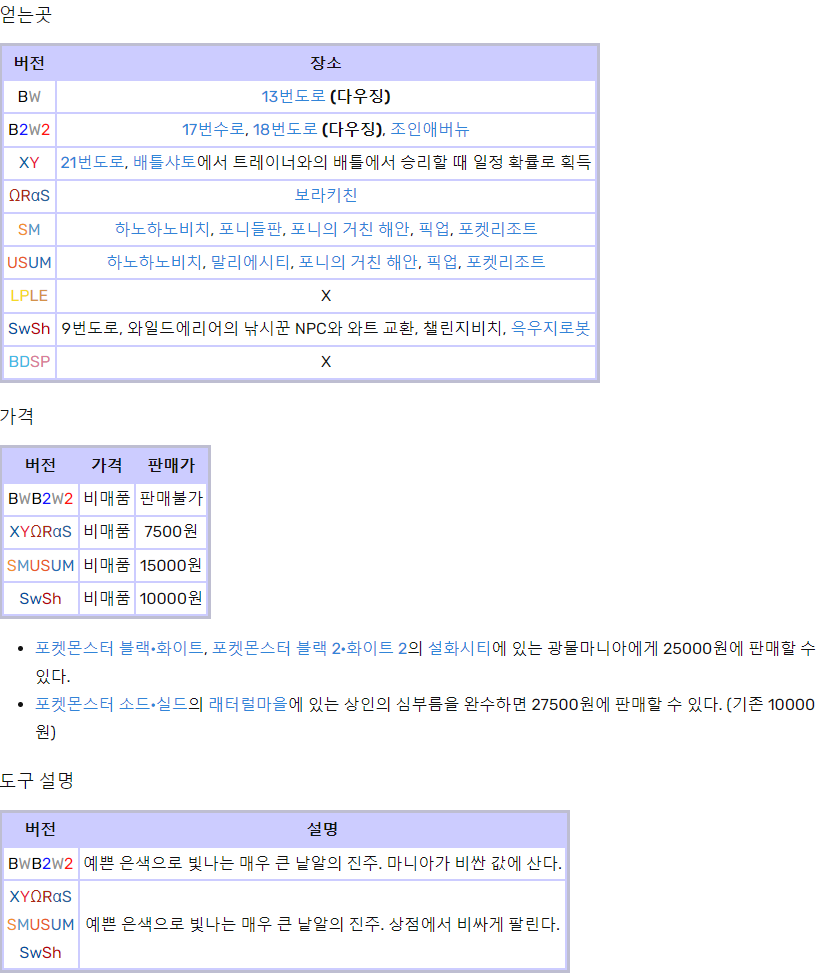 얻는곳
버전 장소
BW 13번도로 (다우징)
B2W2 17번수로, 18번도로 (다우징), 조인애버뉴
XY 21번도로, 배틀샤토에서 트레이너와의 배틀에서 승리할 때 일정 확률로 획득
ΩRαS 보라키친
SM 하노하노비치, 포니들판, 포니의 거친 해안, 픽업, 포켓리조트
USUM 하노하노비치, 말리에시티, 포니의 거친 해안, 픽업, 포켓리조트
LPLE X
SwSh 9번도로, 와일드에리어의 낚시꾼 NPC와 와트 교환, 챌린지비치, 윽우지로봇
BDSP X
가격
버전 가격 판매가
BWB2W2 비매품 판매불가
XYΩRαS 비매품 7500원
SMUSUM 비매품 15000원
SwSh 비매품 10000원
• 포켓몬스터 블랙·화이트, 포켓몬스터 블랙 2·화이트 2의 설화시티에 있는 광물마니아에게 25000원에 판매할 수
있다.
• 포켓몬스터 소드·실드의 래터럴마을에 있는 상인의 심부름을 완수하면 27500원에 판매할 수 있다. (기존 10000
원)
도구 설명
버전 설명
BWB2W2 예쁜 은색으로 빛나는 매우 큰 낱알의 진주. 마니아가 비싼 값에 산다.
XYΩRαS
SMUSUM 예쁜 은색으로 빛나는 매우 큰 낱알의 진주. 상점에서 비싸게 팔린다.
SwSh